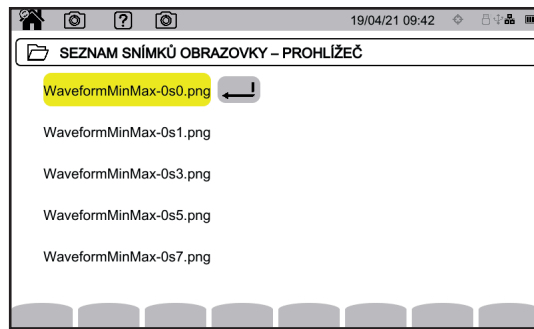 19/04/21 09:42
SEZNAM SNÍMKŮ OBRAZOVKY – PROHLÍŽEČ
WaveformMinMax-0s0.png
WaveformMinMax-0s1.png
WaveformMinMax-0s3.png
WaveformMinMax-0s5.png
WaveformMinMax-0s7.png